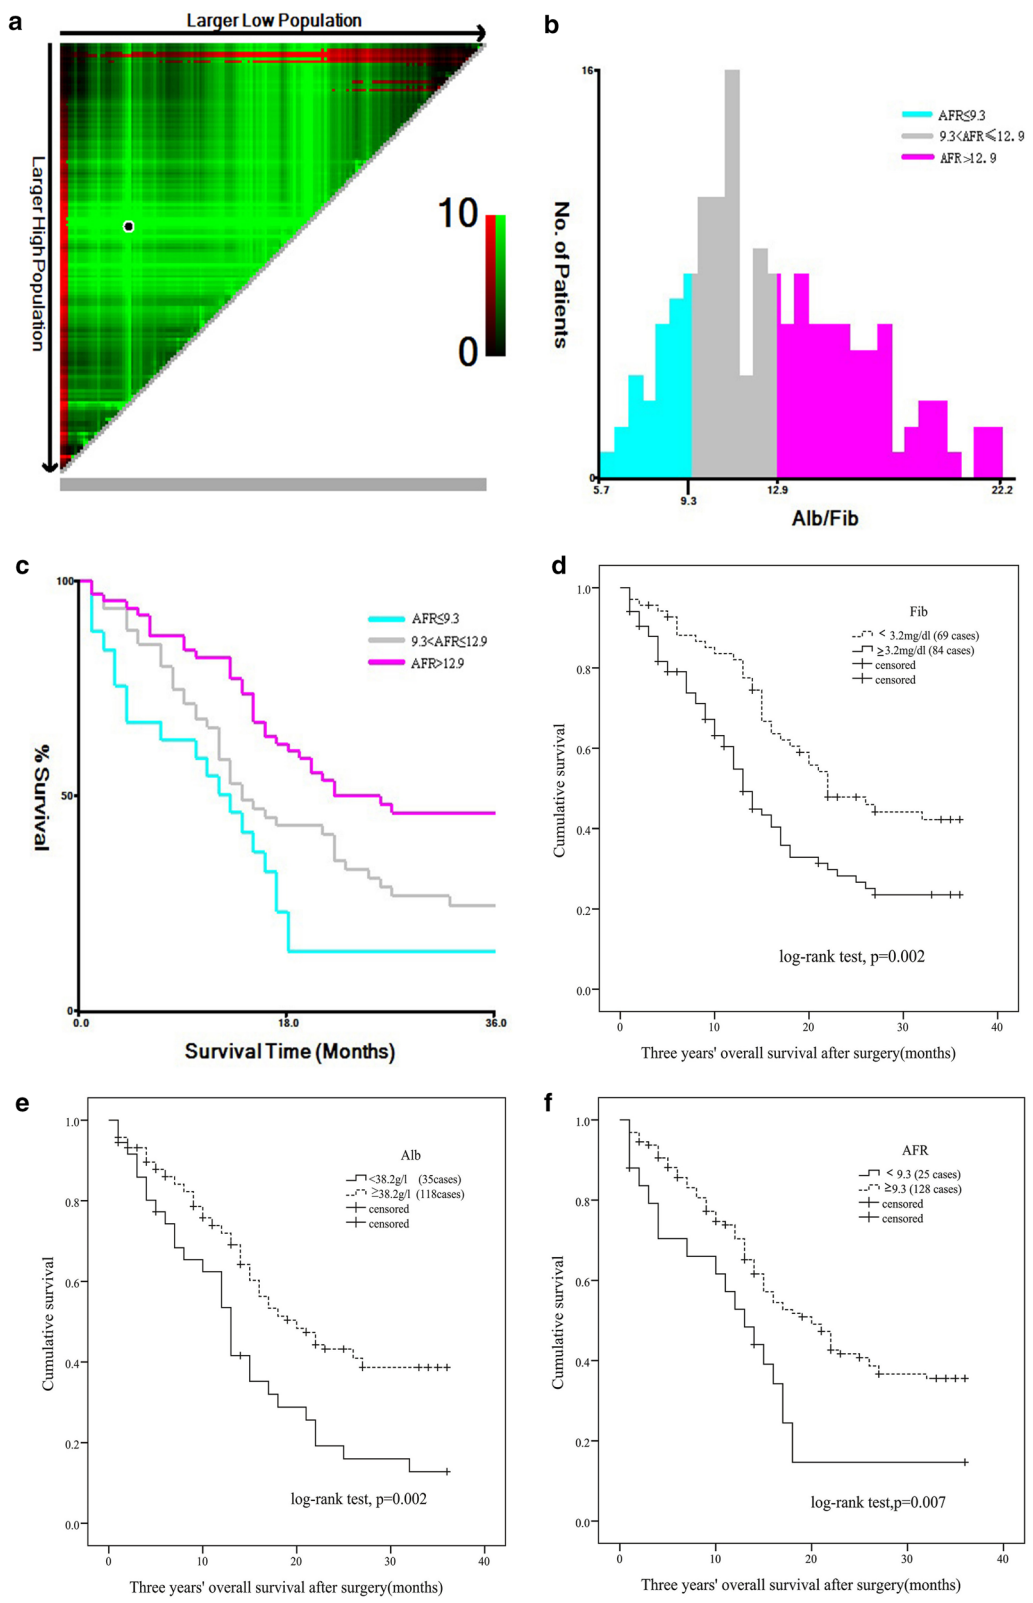 a
Larger Low Population
Larger High Population
10
0
b
16
No. of Patients
0
5.7
9.3
12.9
22.2
Alb/Fib
AFR≤9.3
9.3<AFR≤12.9
AFR>12.9
c
100
50
0
% Survival
0.0
18.0
36.0
Survival Time (Months)
AFR≤9.3
9.3<AFR≤12.9
AFR>12.9
d
1.0
0.8
0.6
0.4
0.2
0.0
Cumulative survival
Fib
< 3.2mg/dl (69 cases)
≥3.2mg/dl (84 cases)
censored
censored
log-rank test, p=0.002
0
10
20
30
40
Three years' overall survival after surgery(months)
e
1.0
0.8
0.6
0.4
0.2
0.0
Cumulative survival
Alb
<38.2g/l (35cases)
≥38.2g/l (118cases)
censored
censored
log-rank test, p=0.002
0
10
20
30
40
Three years' overall survival after surgery(months)
f
1.0
0.8
0.6
0.4
0.2
0.0
Cumulative survival
AFR
< 9.3 (25 cases)
≥9.3 (128 cases)
censored
censored
log-rank test,p=0.007
0
10
20
30
40
Three years' overall survival after surgery(months)